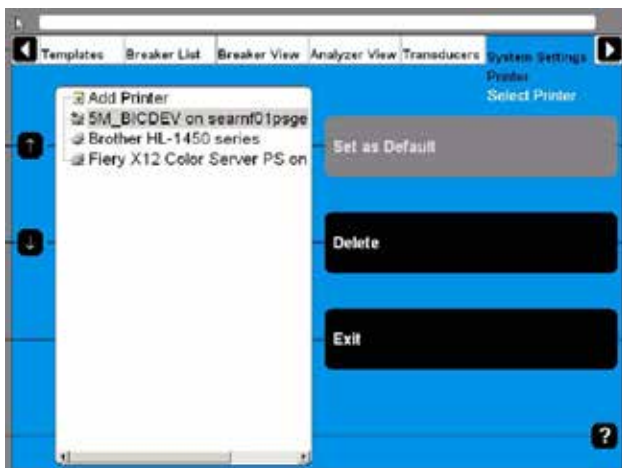 Templates Breaker List Breaker View Analyzer View Transducers System Settings
Printer
Select Printer
Add Printer
5M_BICDEV on searnf01psge
Brother HL-1450 series
Fiery X12 Color Server PS on
Set as Default
Delete
Exit
?